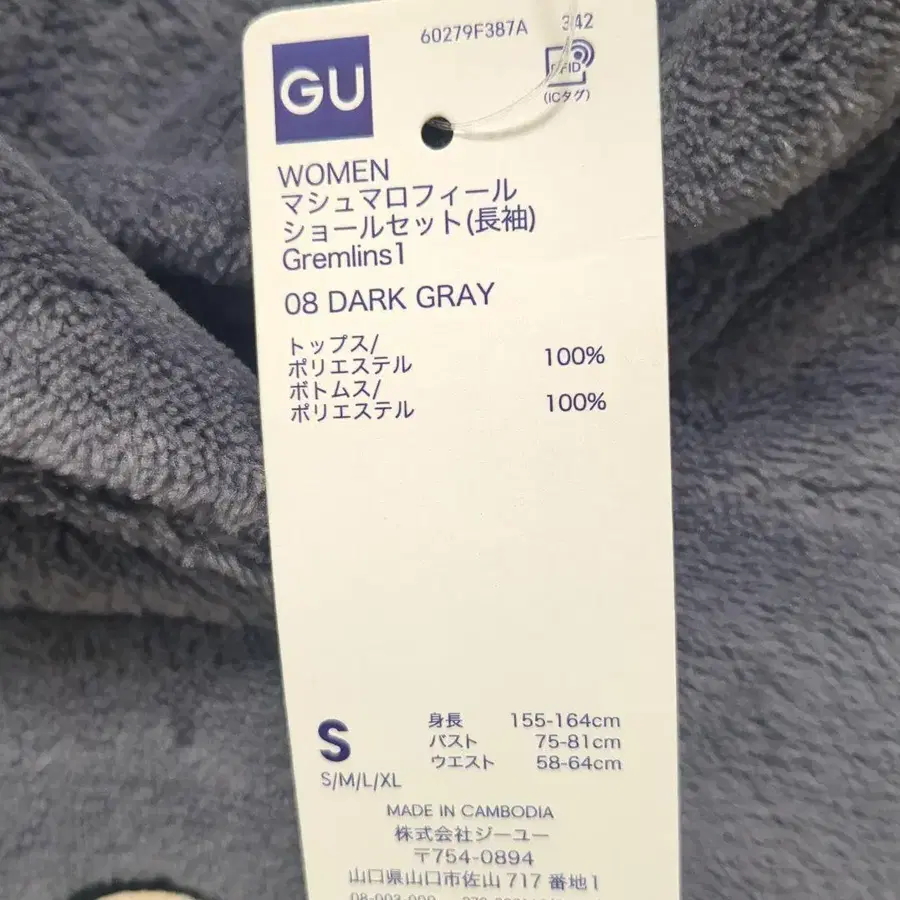 60279F387A 342
GU
RFID
(ICタグ)
WOMEN
マシュマロフィール
ショールセット(長袖)
Gremlins1
08 DARK GRAY
トップス/
ポリエステル 100%
ボトムス/
ポリエステル 100%
S
S/M/L/XL
身長 155-164cm
バスト 75-81cm
ウエスト 58-64cm
MADE IN CAMBODIA
株式会社ジーユー
〒754-0894
山口県山口市佐山 717 番地1